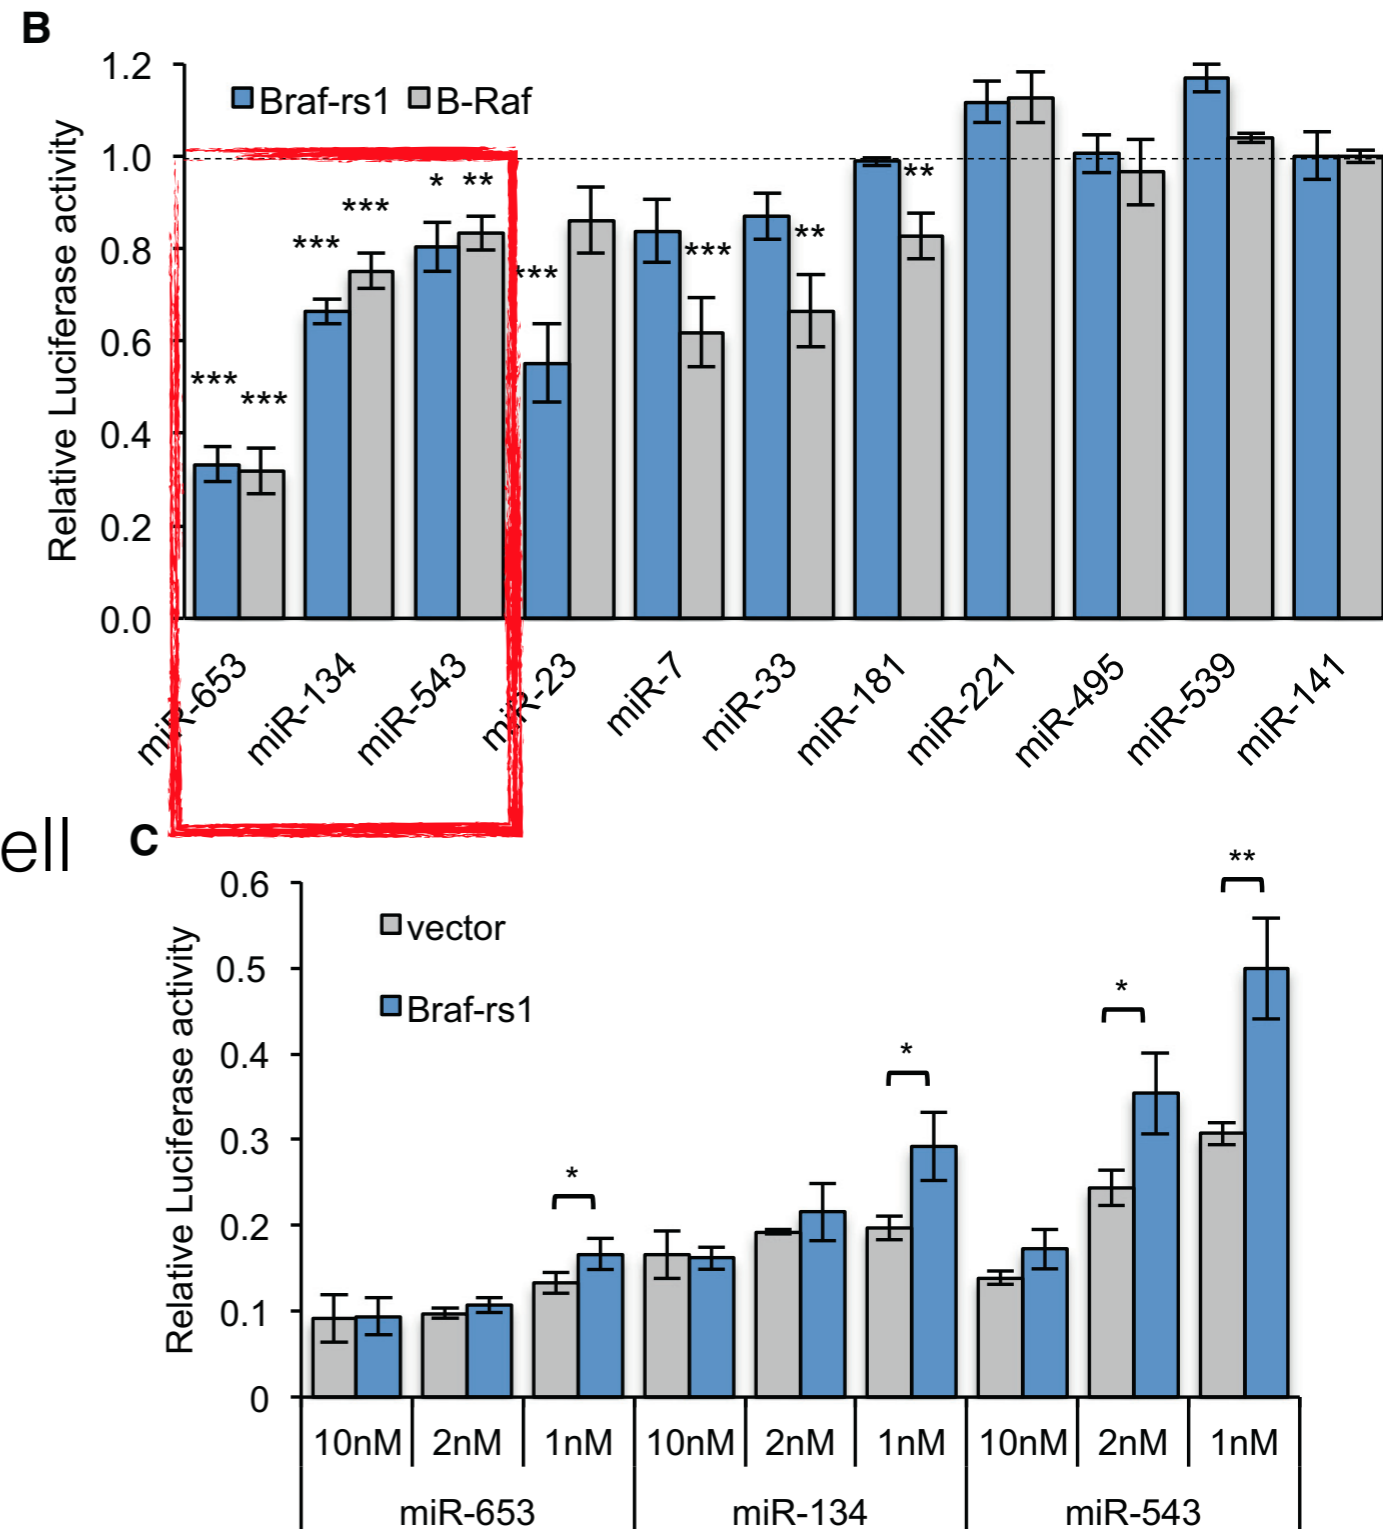 B
1.2
Braf-rs1 B-Raf
1.0
0.8
0.6
0.4
0.2
0.0
Relative Luciferase activity
*** *** *** *** * ** *** *** ** **
miR-653 miR-134 miR-543 miR-23 miR-7 miR-33 miR-181 miR-221 miR-495 miR-539 miR-141
ell
C
0.6
vector
Braf-rs1
0.5
0.4
0.3
0.2
0.1
0
Relative Luciferase activity
* * * **
10nM 2nM 1nM 10nM 2nM 1nM 10nM 2nM 1nM
miR-653 miR-134 miR-543